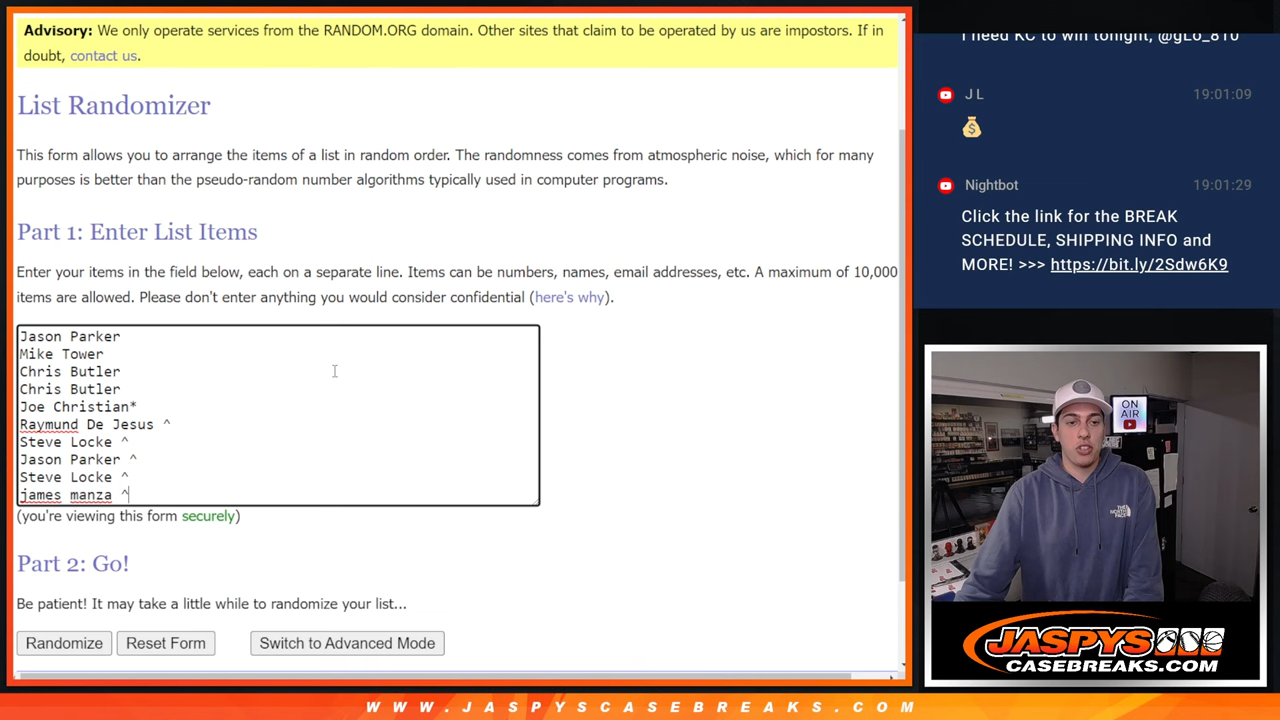 Advisory: We only operate services from the RANDOM.ORG domain. Other sites that claim to be operated by us are impostors. If in
doubt, contact us.
List Randomizer
This form allows you to arrange the items of a list in random order. The randomness comes from atmospheric noise, which for many
purposes is better than the pseudo-random number algorithms typically used in computer programs.
Part 1: Enter List Items
Enter your items in the field below, each on a separate line. Items can be numbers, names, email addresses, etc. A maximum of 10,000
items are allowed. Please don't enter anything you would consider confidential (here's why).
Jason Parker
Mike Tower
Chris Butler
Chris Butler
Joe Christian*
Raymund De Jesus ^
Steve Locke ^
Jason Parker ^
Steve Locke ^
james manza ^
(you're viewing this form securely)
Part 2: Go!
Be patient! It may take a little while to randomize your list...
Randomize
Reset Form
Switch to Advanced Mode
I need KC to win tonight, @gLo_810
J L
19:01:09
Nightbot
19:01:29
Click the link for the BREAK
SCHEDULE, SHIPPING INFO and
MORE! >>> https://bit.ly/2Sdw6K9
ON
AIR
THE
NORTH
FACE
JASPYS
CASEBREAKS.COM
WWW.JASPYSCASEBREAKS.COM